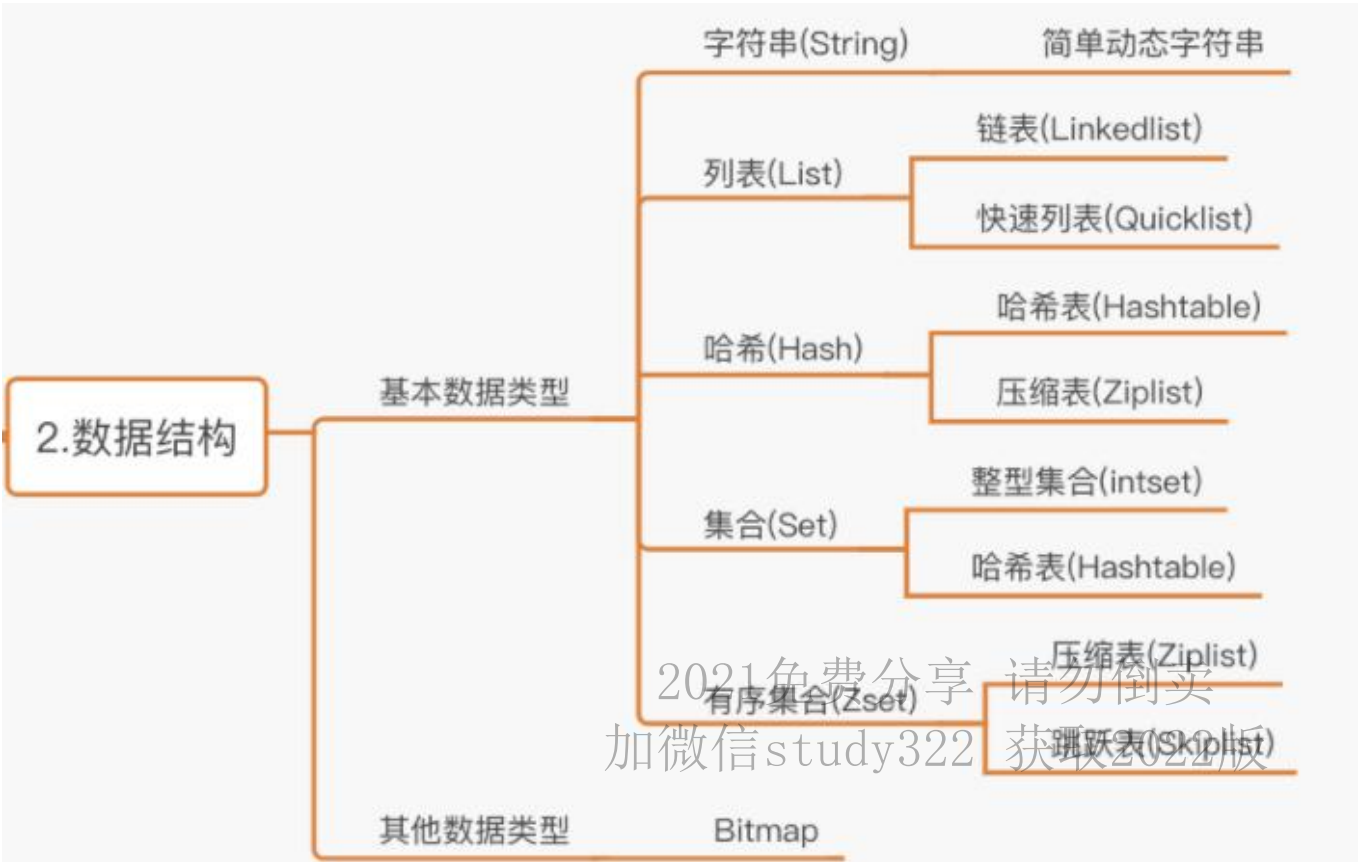 字符串(String)
简单动态字符串
链表(Linkedlist)
列表(List)
快速列表(Quicklist)
哈希表(Hashtable)
哈希(Hash)
压缩表(Ziplist)
基本数据类型
2.数据结构
整型集合(intset)
集合(Set)
哈希表(Hashtable)
压缩表(Ziplist)
2021免费分享 请勿倒卖
有序集合(Zset)
跳跃表(Skiplist)
加微信study322 获取2022版
其他数据类型
Bitmap